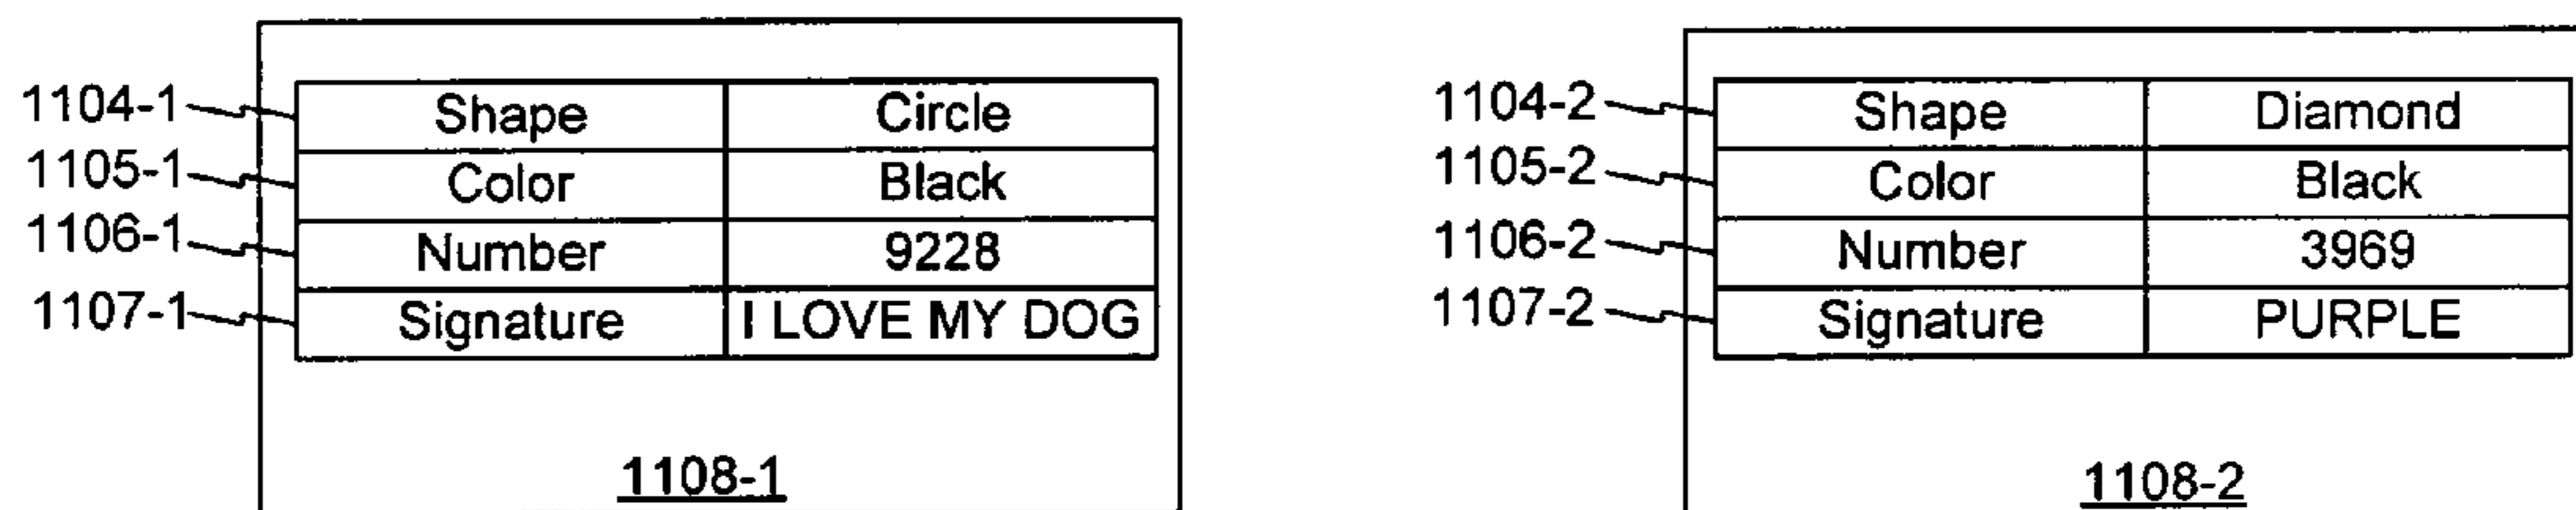 1104-1 Shape Circle
1105-1 Color Black
1106-1 Number 9228
1107-1 Signature I LOVE MY DOG
1108-1
1104-2 Shape Diamond
1105-2 Color Black
1106-2 Number 3969
1107-2 Signature PURPLE
1108-2